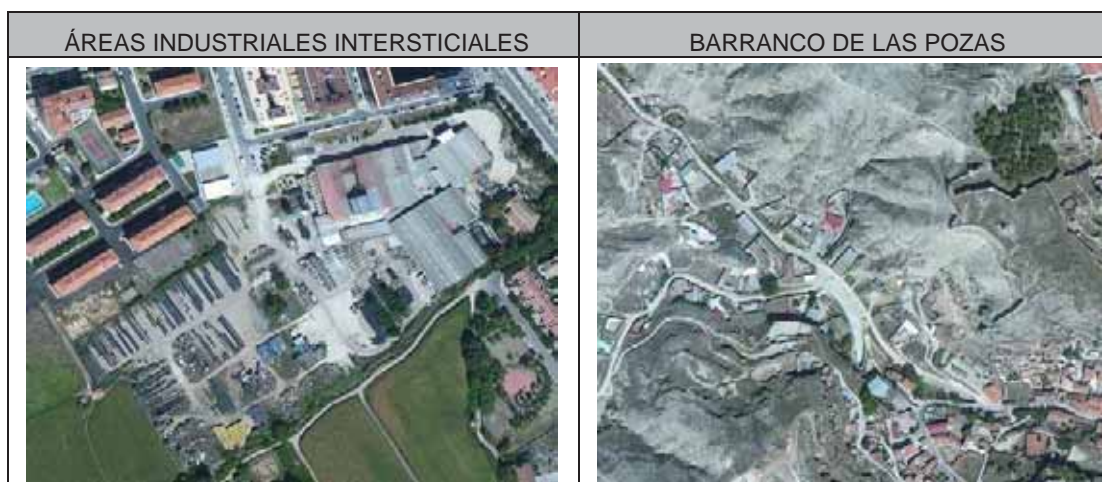 ÁREAS INDUSTRIALES INTERSTICIALES
BARRANCO DE LAS POZAS